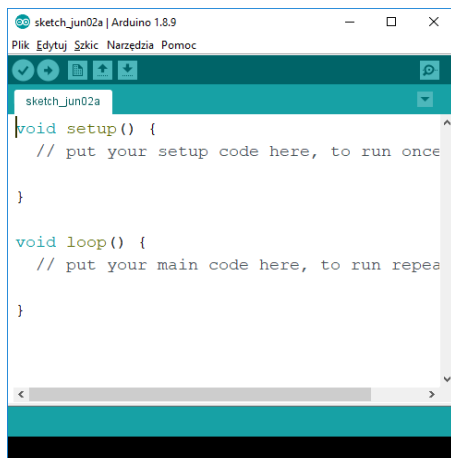 sketch_jun02a | Arduino 1.8.9
Plik Edytuj Szkic Narzędzia Pomoc
sketch_jun02a
void setup() {
  // put your setup code here, to run once

}

void loop() {
  // put your main code here, to run repea

}